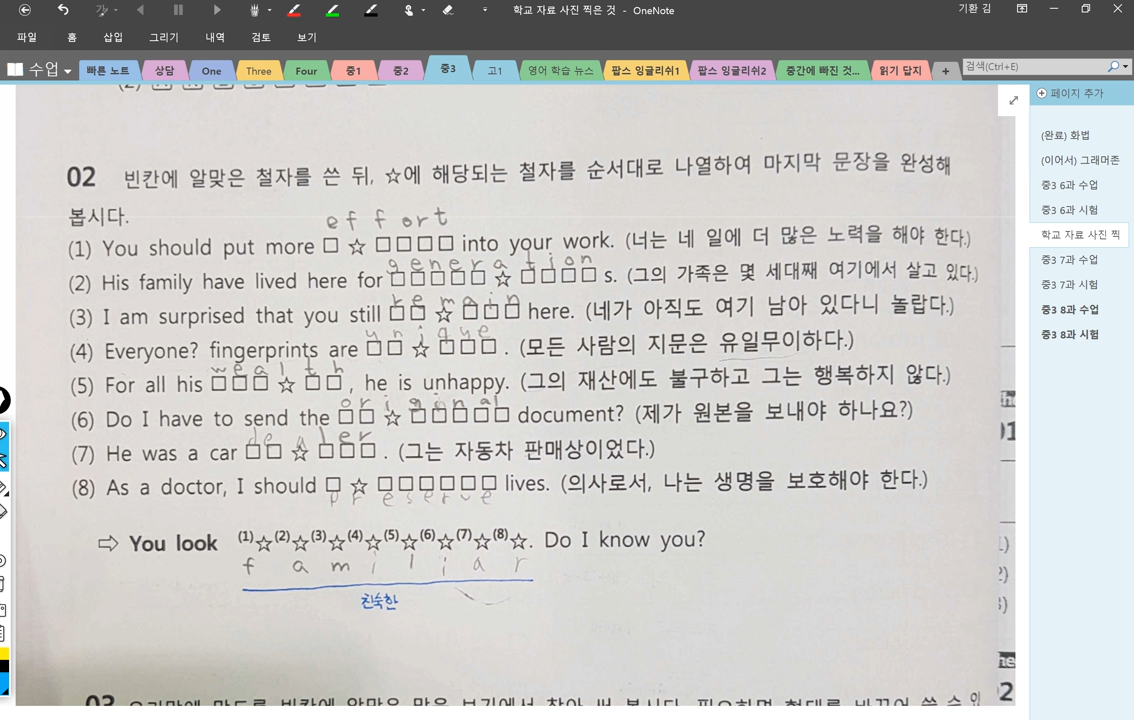 학교 자료 사진 찍은 것 - OneNote
기환 김
파일 홈 삽입 그리기 내역 검토 보기
수업
빠른 노트 상담 One Three Four 중1 중2 중3 고1 영어 학습 뉴스 팝스 잉글리쉬1 팝스 잉글리쉬2 중간에 빠진 것... 읽기 답지 +
검색(Ctrl+E)
페이지 추가
(완료) 화법
(이어서) 그래머존
중3 6과 수업
중3 6과 시험
학교 자료 사진 찍
중3 7과 수업
중3 7과 시험
중3 8과 수업
중3 8과 시험
02 빈칸에 알맞은 철자를 쓴 뒤, ☆에 해당되는 철자를 순서대로 나열하여 마지막 문장을 완성해
봅시다.
e f f ort
(1) You should put more □ ☆ □□□□ into your work. (너는 네 일에 더 많은 노력을 해야 한다.)
generation
(2) His family have lived here for □□□□□ ☆ □□□□ s. (그의 가족은 몇 세대째 여기에서 살고 있다.)
remain
(3) I am surprised that you still □□ ☆ □□□ here. (네가 아직도 여기 남아 있다니 놀랍다.)
unique
(4) Everyone? fingerprints are □□ ☆ □□□ . (모든 사람의 지문은 유일무이하다.)
wealth
(5) For all his □□□ ☆ □□ , he is unhappy. (그의 재산에도 불구하고 그는 행복하지 않다.)
original
(6) Do I have to send the □□ ☆ □□□□□ document? (제가 원본을 보내야 하나요?)
dealer
(7) He was a car □□ ☆ □□□ . (그는 자동차 판매상이었다.)
(8) As a doctor, I should □ ☆ □□□□□□ lives. (의사로서, 나는 생명을 보호해야 한다.)
preserve
⇨ You look (1)☆(2)☆(3)☆(4)☆(5)☆(6)☆(7)☆(8)☆. Do I know you?
f a m i l i a r
친숙한